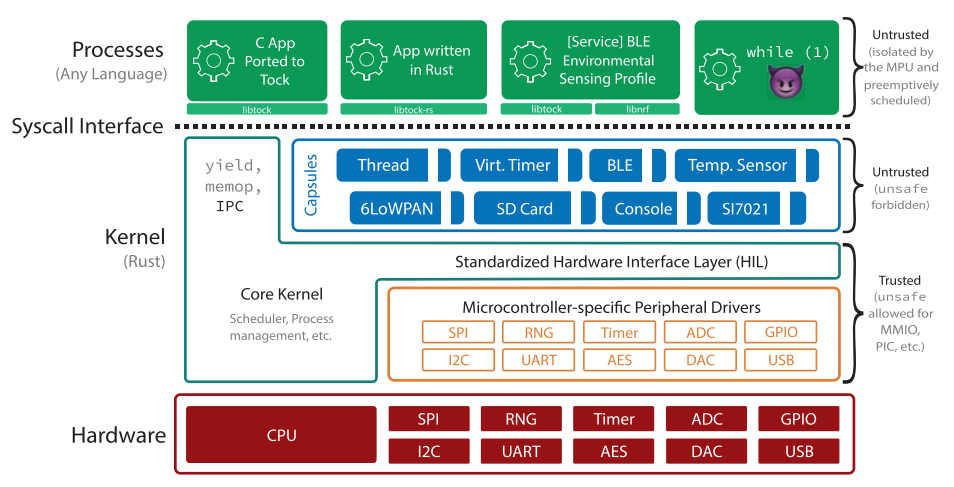 Processes
(Any Language)
C App
Ported to
Tock
libtock
App written
in Rust
libtock-rs
[Service] BLE
Environmental
Sensing Profile
libtock
libnrf
while (1)
Untrusted
(isolated by
the MPU and
preemptively
scheduled)
Syscall Interface
Kernel
(Rust)
yield,
memop,
IPC
Capsules
Thread
Virt. Timer
BLE
Temp. Sensor
6LoWPAN
SD Card
Console
SI7021
Untrusted
(unsafe
forbidden)
Standardized Hardware Interface Layer (HIL)
Core Kernel
Scheduler, Process
management, etc.
Microcontroller-specific Peripheral Drivers
SPI
RNG
Timer
ADC
GPIO
I2C
UART
AES
DAC
USB
Trusted
(unsafe
allowed for
MMIO,
PIC, etc.)
Hardware
CPU
SPI
RNG
Timer
ADC
GPIO
I2C
UART
AES
DAC
USB